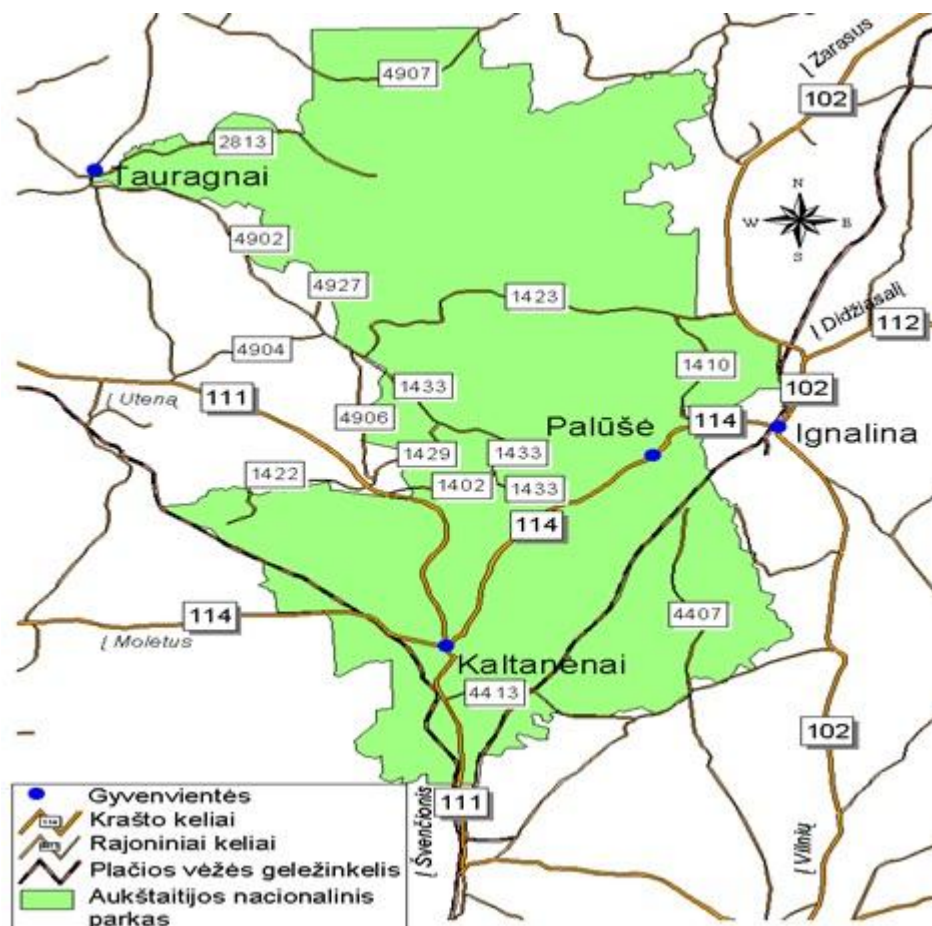 4907
Į Zarasus
102
2813
Tauragnai
N
W E
S
4902
4927
1423
Į Didžiasalį
112
4904
1410
111
Į Uteną
1433
102
4906
114
Palūšė
Ignalina
1429
1433
1422
1402
1433
114
114
Į Molėtus
4407
Kaltanėnai
4413
102
111
Į Švenčionis
Į Vilnių
Gyvenvientės
Krašto keliai
Rajoniniai keliai
Plačios vėžės geležinkelis
Aukštaitijos nacionalinis
parkas